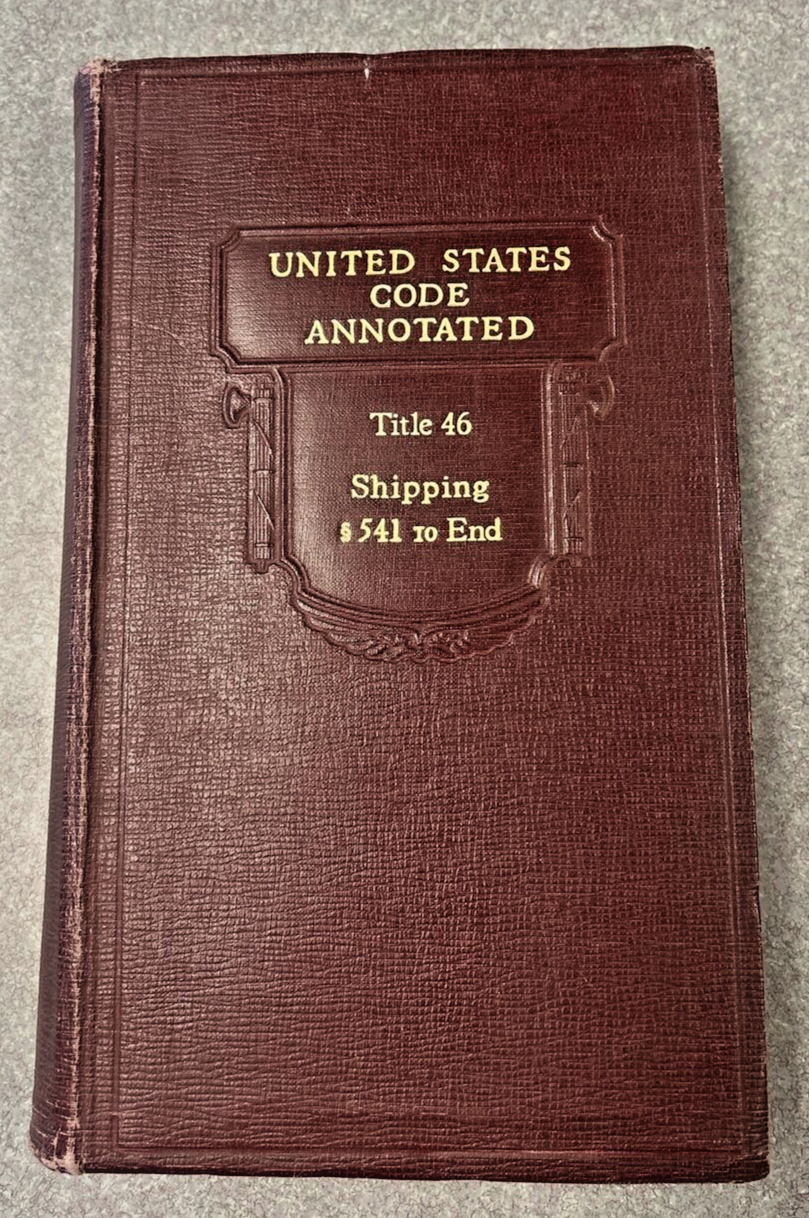 UNITED STATES
CODE
ANNOTATED
Title 46
Shipping
§ 541 to End